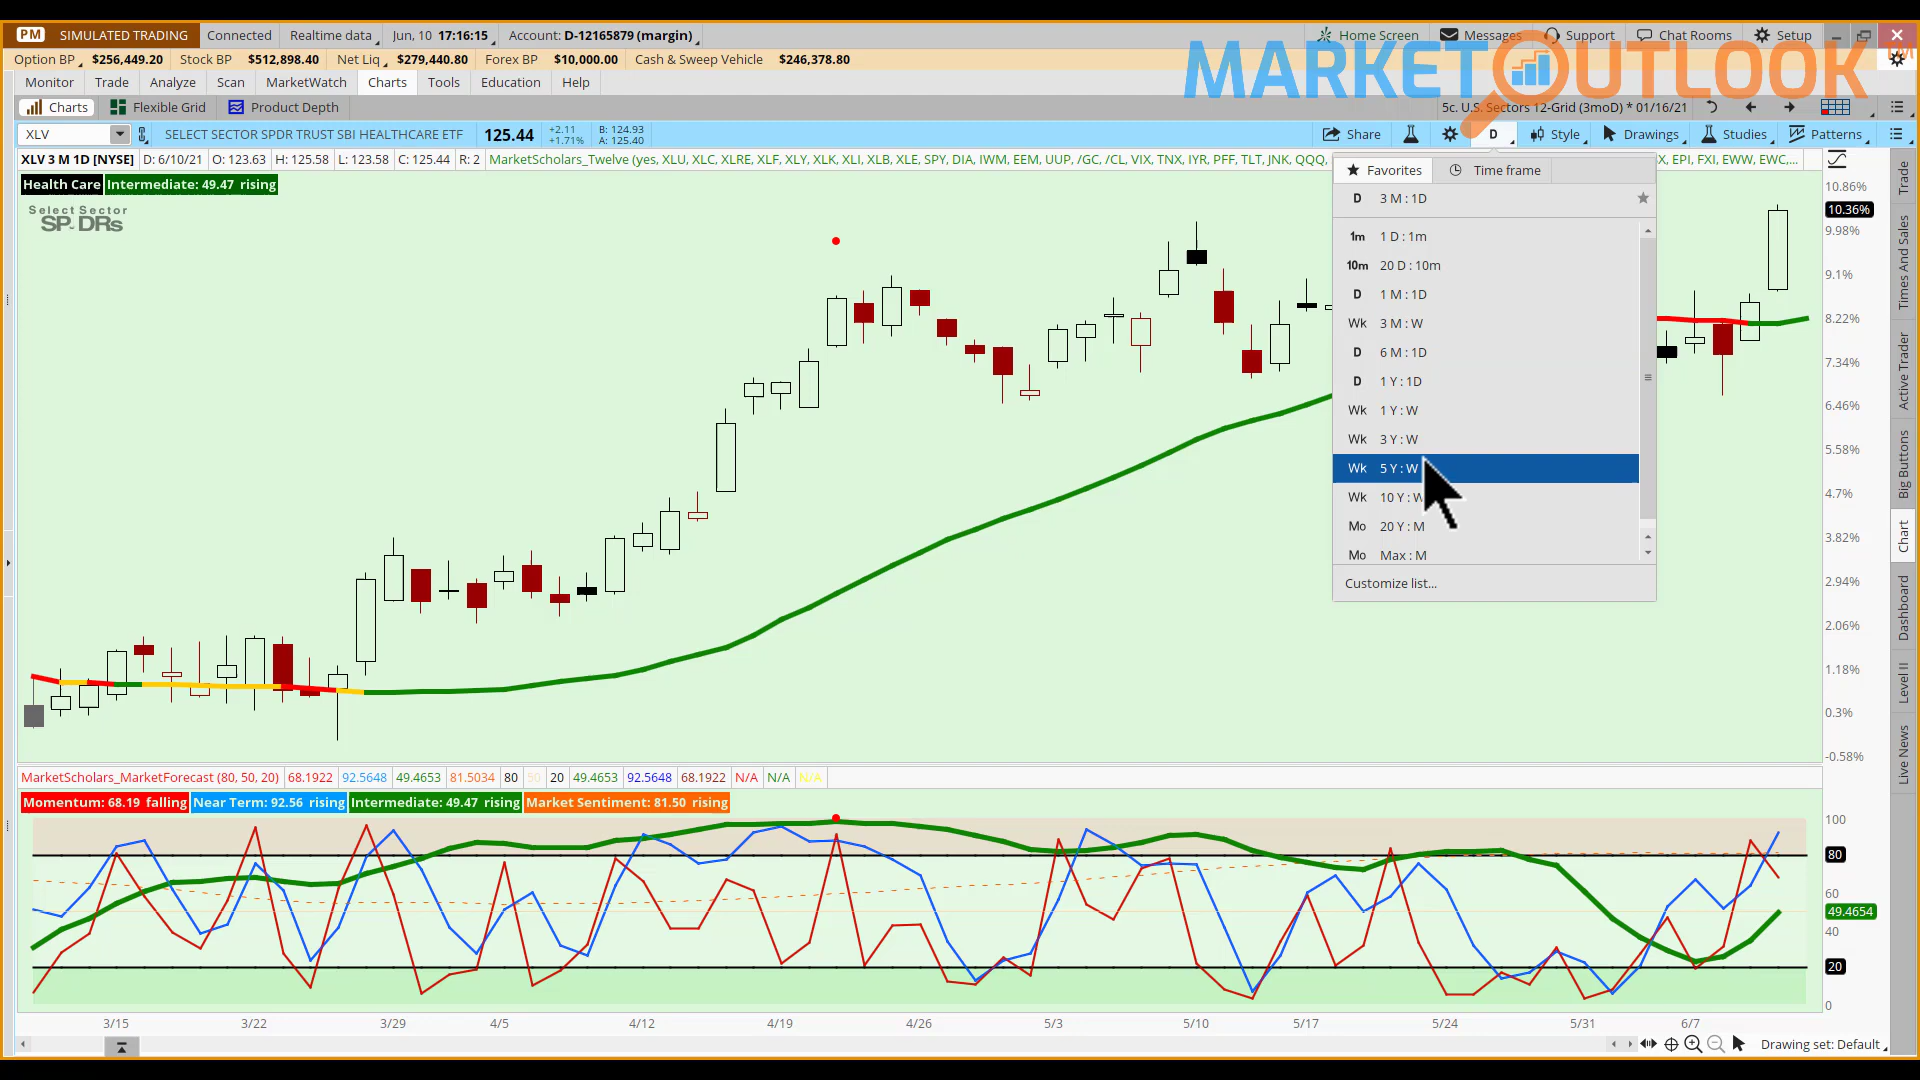 PM SIMULATED TRADING Connected Realtime data Jun, 10 17:16:15 Account: D-12165879 (margin) Home Screen Messages Support Chat Rooms Setup
MARKET OUTLOOK
Option BP $256,449.20 Stock BP $512,898.40 Net Liq $279,440.80 Forex BP $10,000.00 Cash & Sweep Vehicle $246,378.80
Monitor Trade Analyze Scan MarketWatch Charts Tools Education Help
Charts Flexible Grid Product Depth 5c. U.S. Sectors 12-Grid (3moD) * 01/16/21
XLV SELECT SECTOR SPDR TRUST SBI HEALTHCARE ETF 125.44 +2.11 +1.71% B: 124.93 A: 125.40 Share D Style Drawings Studies Patterns
XLV 3 M 1D [NYSE] D: 6/10/21 O: 123.63 H: 125.58 L: 123.58 C: 125.44 R: 2 MarketScholars_Twelve (yes, XLU, XLC, XLRE, XLF, XLY, XLK, XLI, XLB, XLE, SPY, DIA, IWM, EEM, UUP, /GC, /CL, VIX, TNX, IYR, PFF, TLT, JNK, QQQ, EPI, FXI, EWW, EWC,...
Health Care Intermediate: 49.47 rising
Select Sector
SPDRs
Favorites Time frame
D 3 M : 1D
1m 1 D : 1m
10m 20 D : 10m
D 1 M : 1D
Wk 3 M : W
D 6 M : 1D
D 1 Y : 1D
Wk 1 Y : W
Wk 3 Y : W
Wk 5 Y : W
Wk 10 Y : W
Mo 20 Y : M
Mo Max : M
Customize list...
10.86%
10.36%
9.98%
9.1%
8.22%
7.34%
6.46%
5.58%
4.7%
3.82%
2.94%
2.06%
1.18%
0.3%
-0.58%
Trade
Times And Sales
Active Trader
Big Buttons
Chart
Dashboard
Level II
Live News
MarketScholars_MarketForecast (80, 50, 20) 68.1922 92.5648 49.4653 81.5034 80 50 20 49.4653 92.5648 68.1922 N/A N/A N/A
Momentum: 68.19 falling Near Term: 92.56 rising Intermediate: 49.47 rising Market Sentiment: 81.50 rising
100
80
60
49.4654
40
20
0
3/15 3/22 3/29 4/5 4/12 4/19 4/26 5/3 5/10 5/17 5/24 5/31 6/7
Drawing set: Default